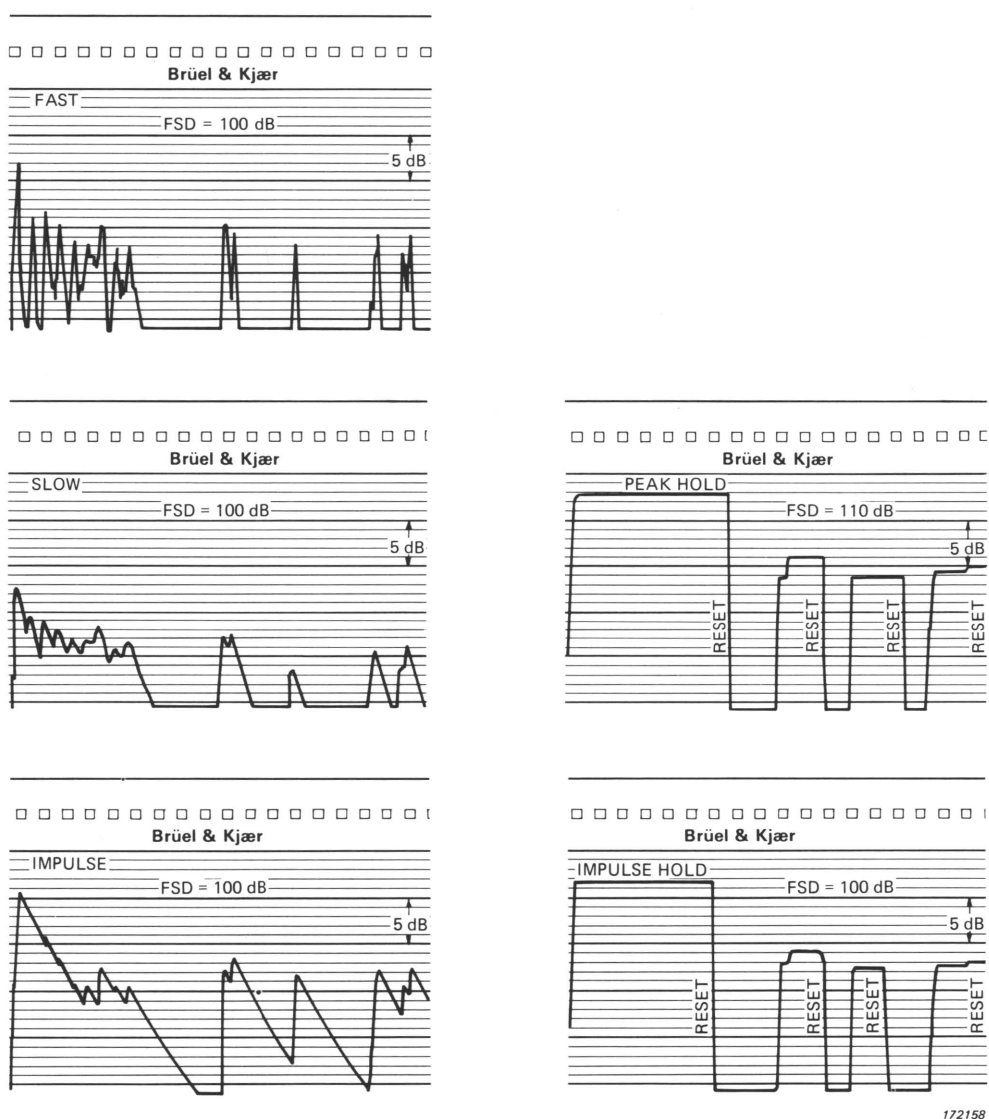 Brüel & Kjær
FAST
FSD = 100 dB
5 dB
Brüel & Kjær
SLOW
FSD = 100 dB
5 dB
Brüel & Kjær
PEAK HOLD
FSD = 110 dB
5 dB
RESET
RESET
RESET
RESET
Brüel & Kjær
IMPULSE
FSD = 100 dB
5 dB
Brüel & Kjær
IMPULSE HOLD
FSD = 100 dB
5 dB
RESET
RESET
RESET
RESET
172158